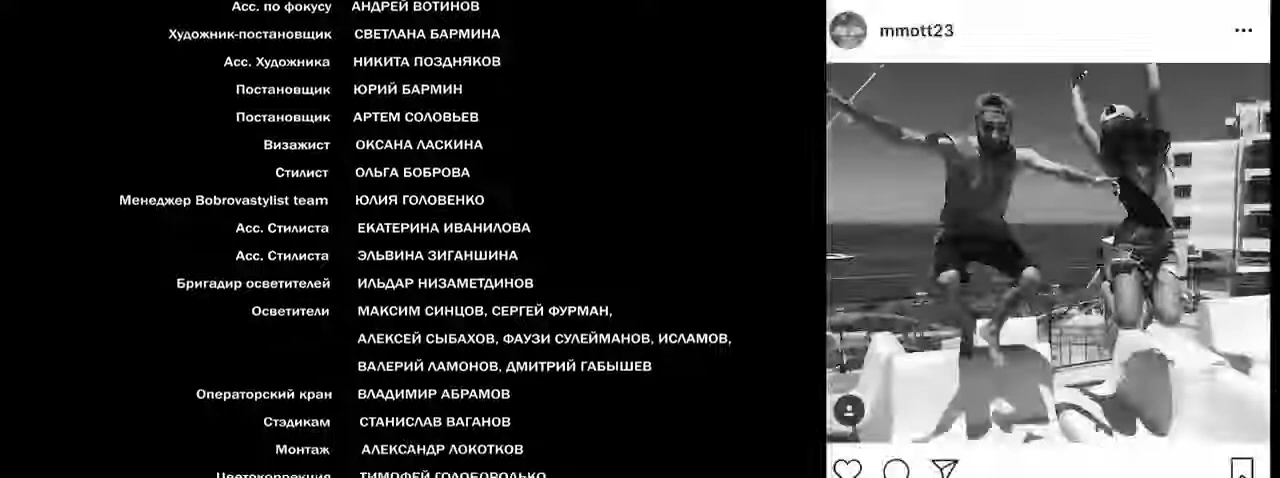 Асс. по фокусу АНДРЕЙ ВОТИНОВ
Художник-постановщик СВЕТЛАНА БАРМИНА
Асс. Художника НИКИТА ПОЗДНЯКОВ
Постановщик ЮРИЙ БАРМИН
Постановщик АРТЕМ СОЛОВЬЕВ
Визажист ОКСАНА ЛАСКИНА
Стилист ОЛЬГА БОБРОВА
Менеджер Bobrovastylist team ЮЛИЯ ГОЛОВЕНКО
Асс. Стилиста ЕКАТЕРИНА ИВАНИЛОВА
Асс. Стилиста ЭЛЬВИНА ЗИГАНШИНА
Бригадир осветителей ИЛЬДАР НИЗАМЕТДИНОВ
Осветители МАКСИМ СИНЦОВ, СЕРГЕЙ ФУРМАН,
АЛЕКСЕЙ СЫБАХОВ, ФАУЗИ СУЛЕЙМАНОВ, ИСЛАМОВ,
ВАЛЕРИЙ ЛАМОНОВ, ДМИТРИЙ ГАБЫШЕВ
Операторский кран ВЛАДИМИР АБРАМОВ
Стэдикам СТАНИСЛАВ ВАГАНОВ
Монтаж АЛЕКСАНДР ЛОКОТКОВ
Цветокоррекция ТИМОФЕЙ ГОЛОБОРОДЬКО
mmott23